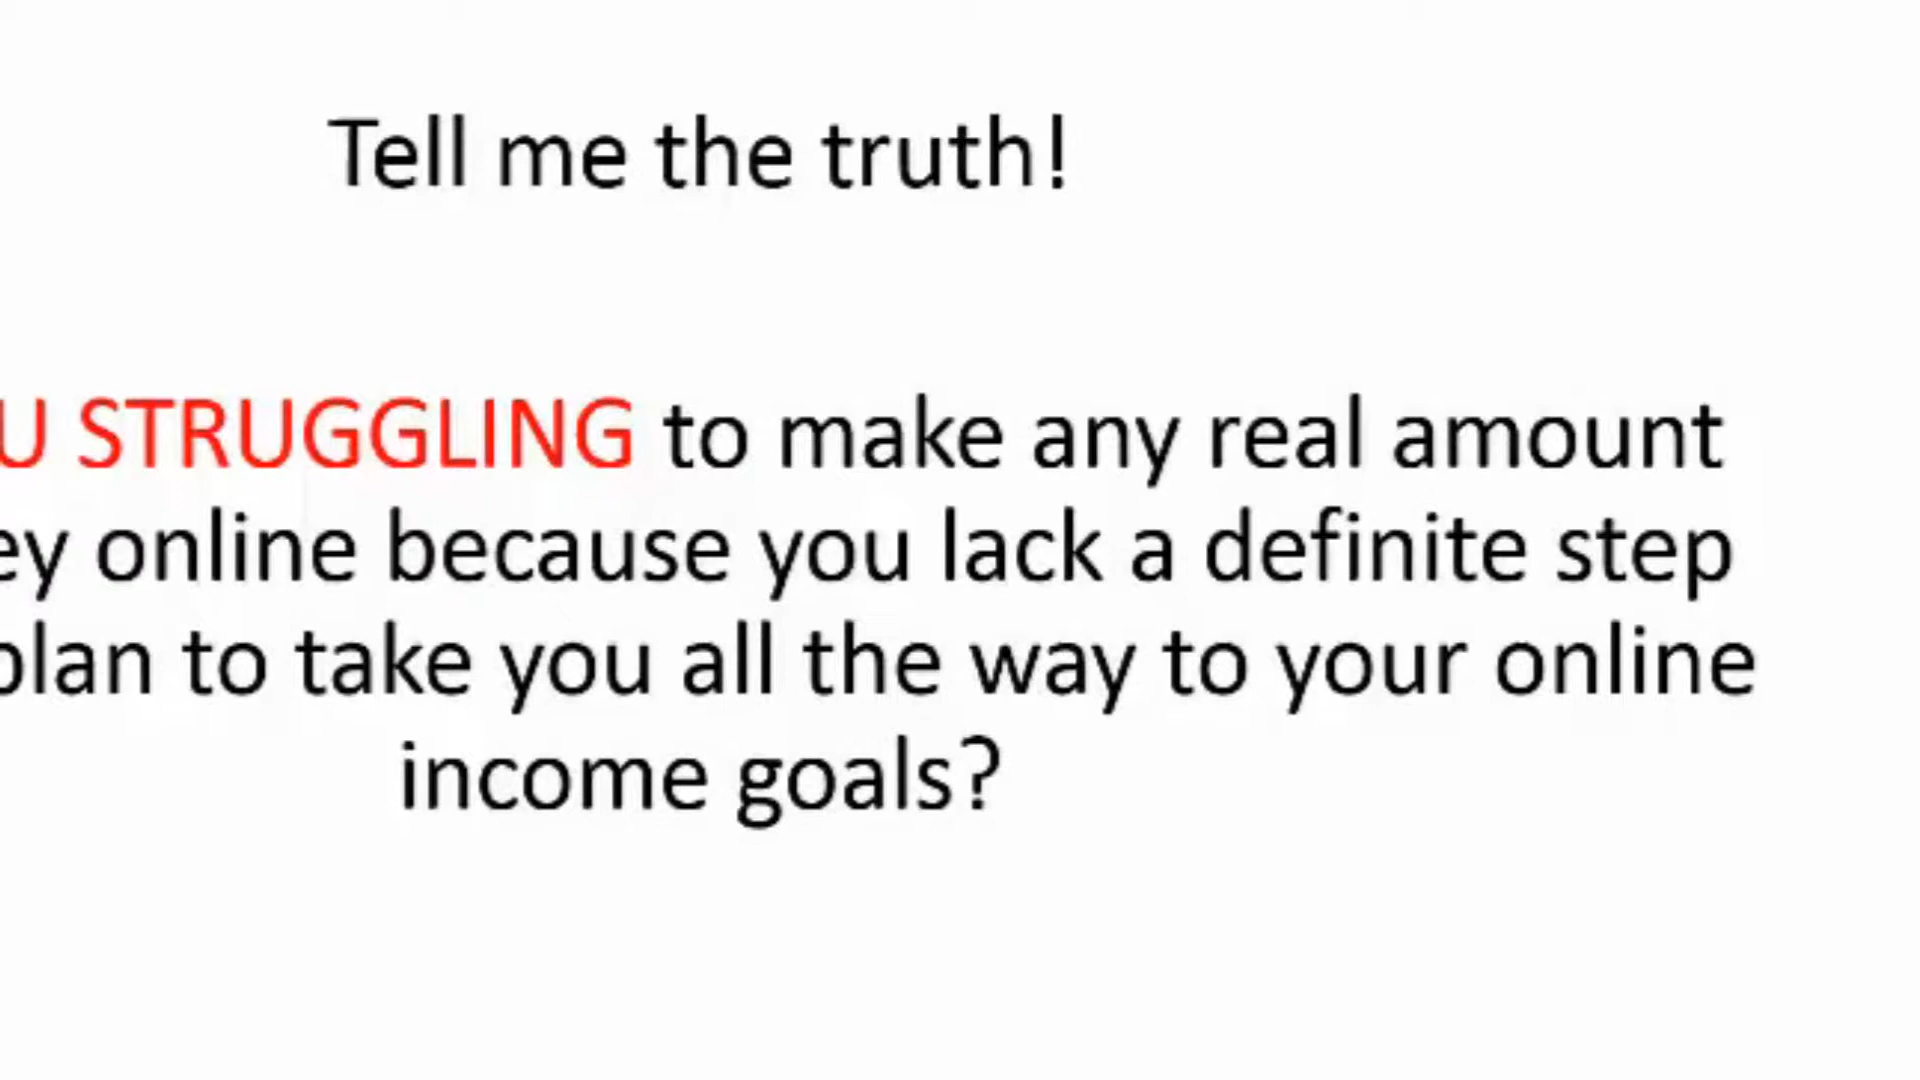 Tell me the truth!
U STRUGGLING to make any real amount
ey online because you lack a definite step
plan to take you all the way to your online
income goals?